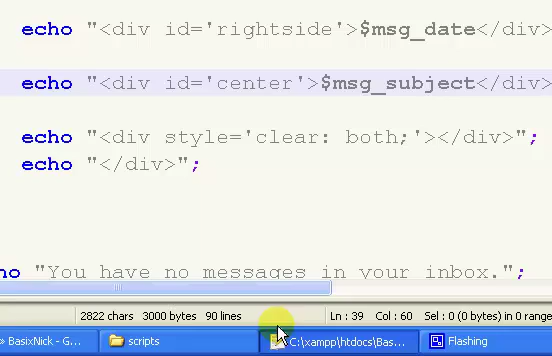 echo "<div id='rightside'>$msg_date</div>
echo "<div id='center'>$msg_subject</div>
echo "<div style='clear: both;'></div>";
echo "</div>";
ho "You have no messages in your inbox.";
2822 chars 3000 bytes 90 lines Ln : 39 Col : 60 Sel : 0 (0 bytes) in 0 range
» BasixNick - G... scripts C:\xampp\htdocs\Bas... Flashing